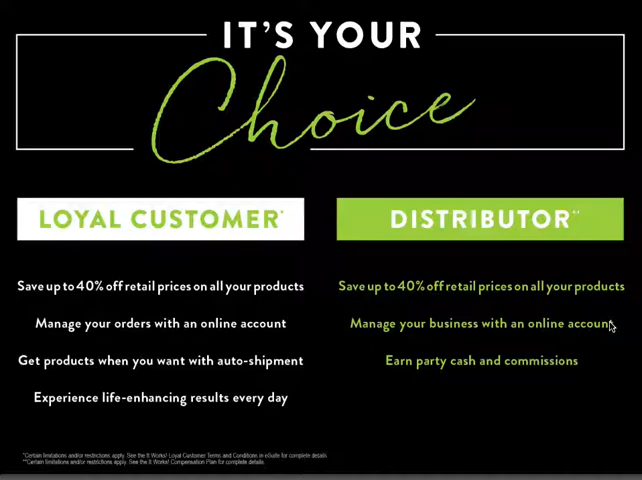 IT'S YOUR
Choice
LOYAL CUSTOMER*
DISTRIBUTOR**
Save up to 40% off retail prices on all your products
Manage your orders with an online account
Get products when you want with auto-shipment
Experience life-enhancing results every day
Save up to 40% off retail prices on all your products
Manage your business with an online account
Earn party cash and commissions
*Certain limitations and/or restrictions apply. See the It Works! Loyal Customer Terms and Conditions in eSuite for complete details.
**Certain limitations and/or restrictions apply. See the It Works! Compensation Plan for complete details.